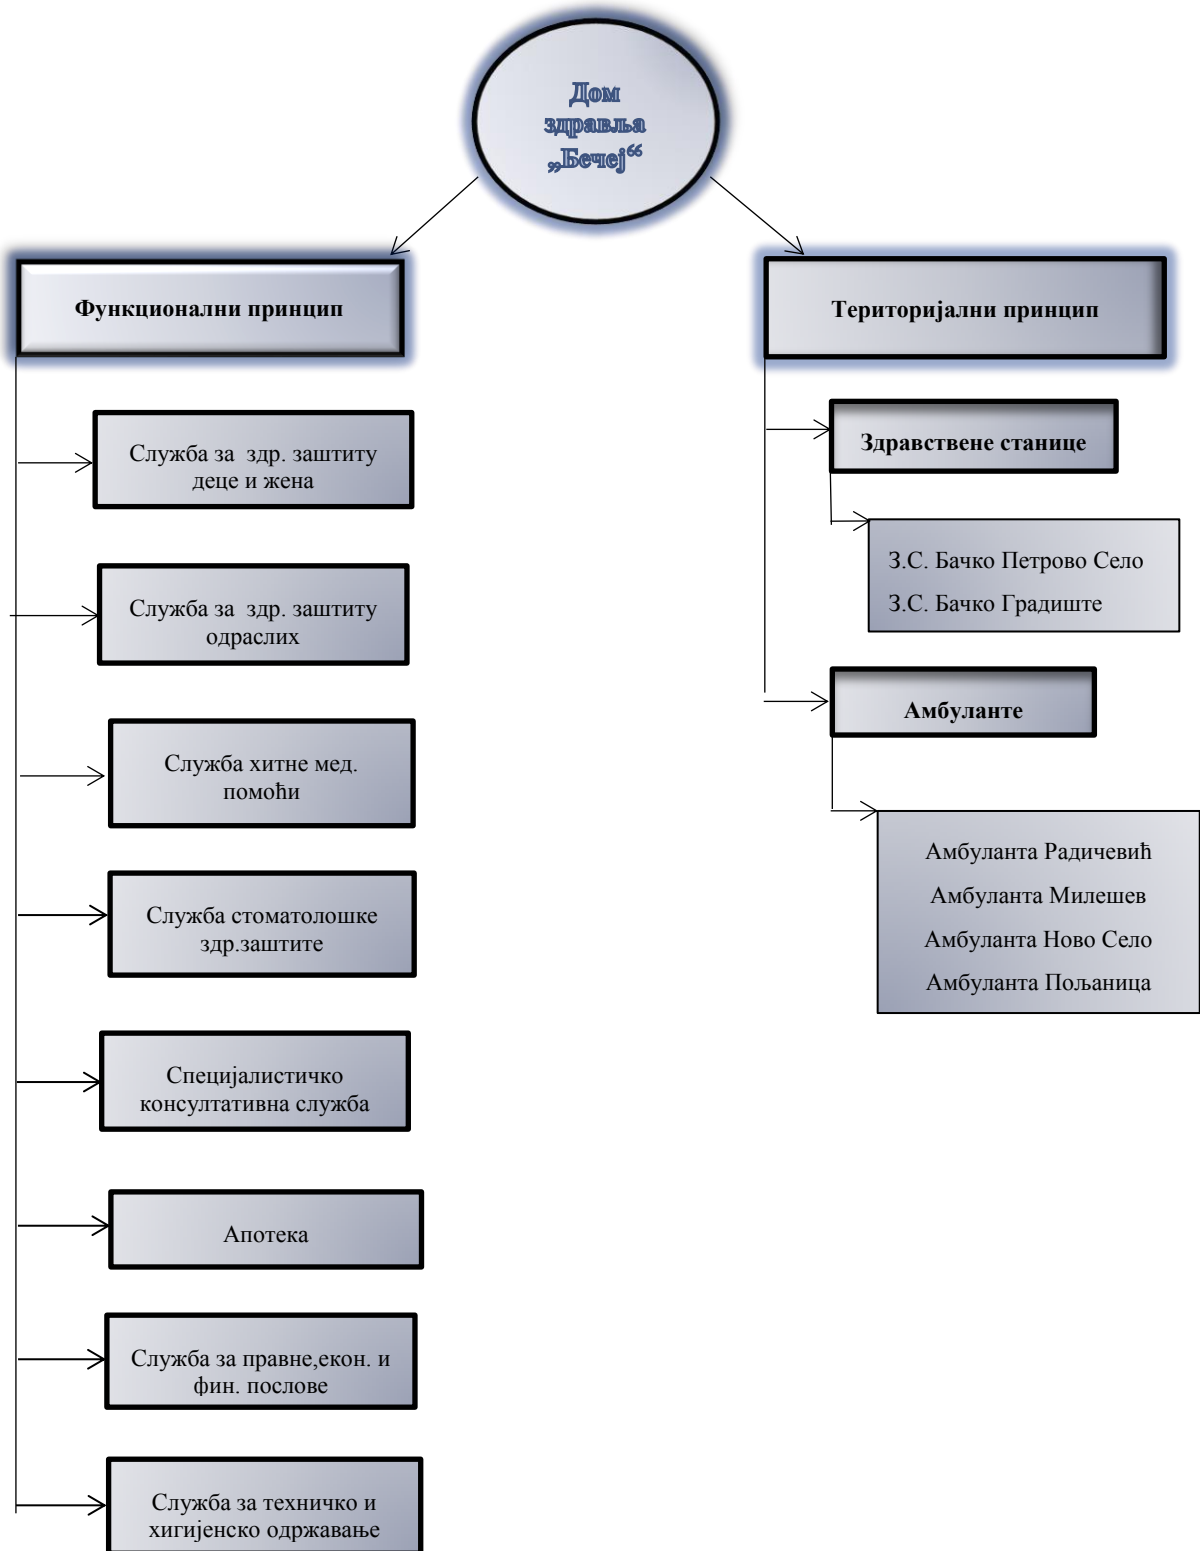 Дом
здравља
„Бечеј“
Функционални принцип
Служба за здр. заштиту
деце и жена
Служба за здр. заштиту
одраслих
Служба хитне мед.
помоћи
Служба стоматолошке
здр.заштите
Специјалистичко
консултативна служба
Апотека
Служба за правне,екон. и
фин. послове
Служба за техничко и
хигијенско одржавање
Територијални принцип
Здравствене станице
З.С. Бачко Петрово Село
З.С. Бачко Градиште
Амбуланте
Амбуланта Радичевић
Амбуланта Милешев
Амбуланта Ново Село
Амбуланта Пољаница